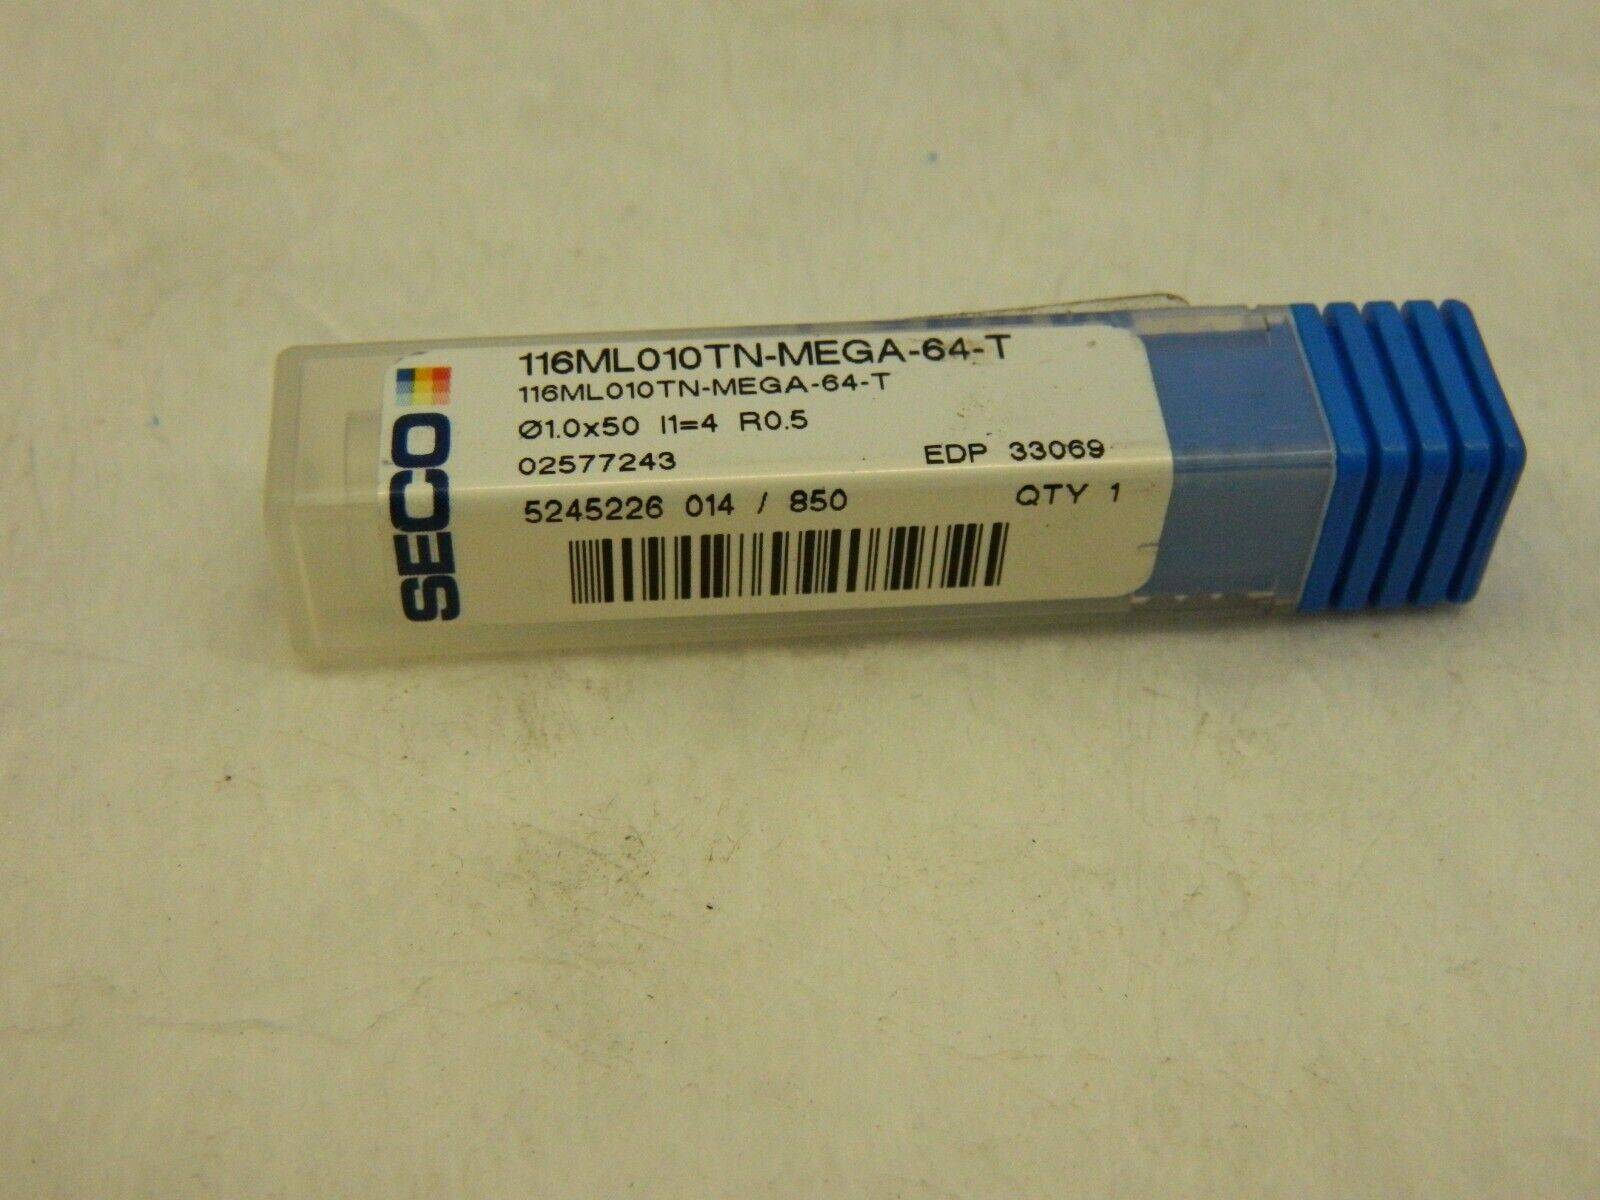 SECO
116ML010TN-MEGA-64-T
116ML010TN-MEGA-64-T
Ø1.0x50 l1=4 R0.5
02577243 EDP 33069
5245226 014 / 850 QTY 1